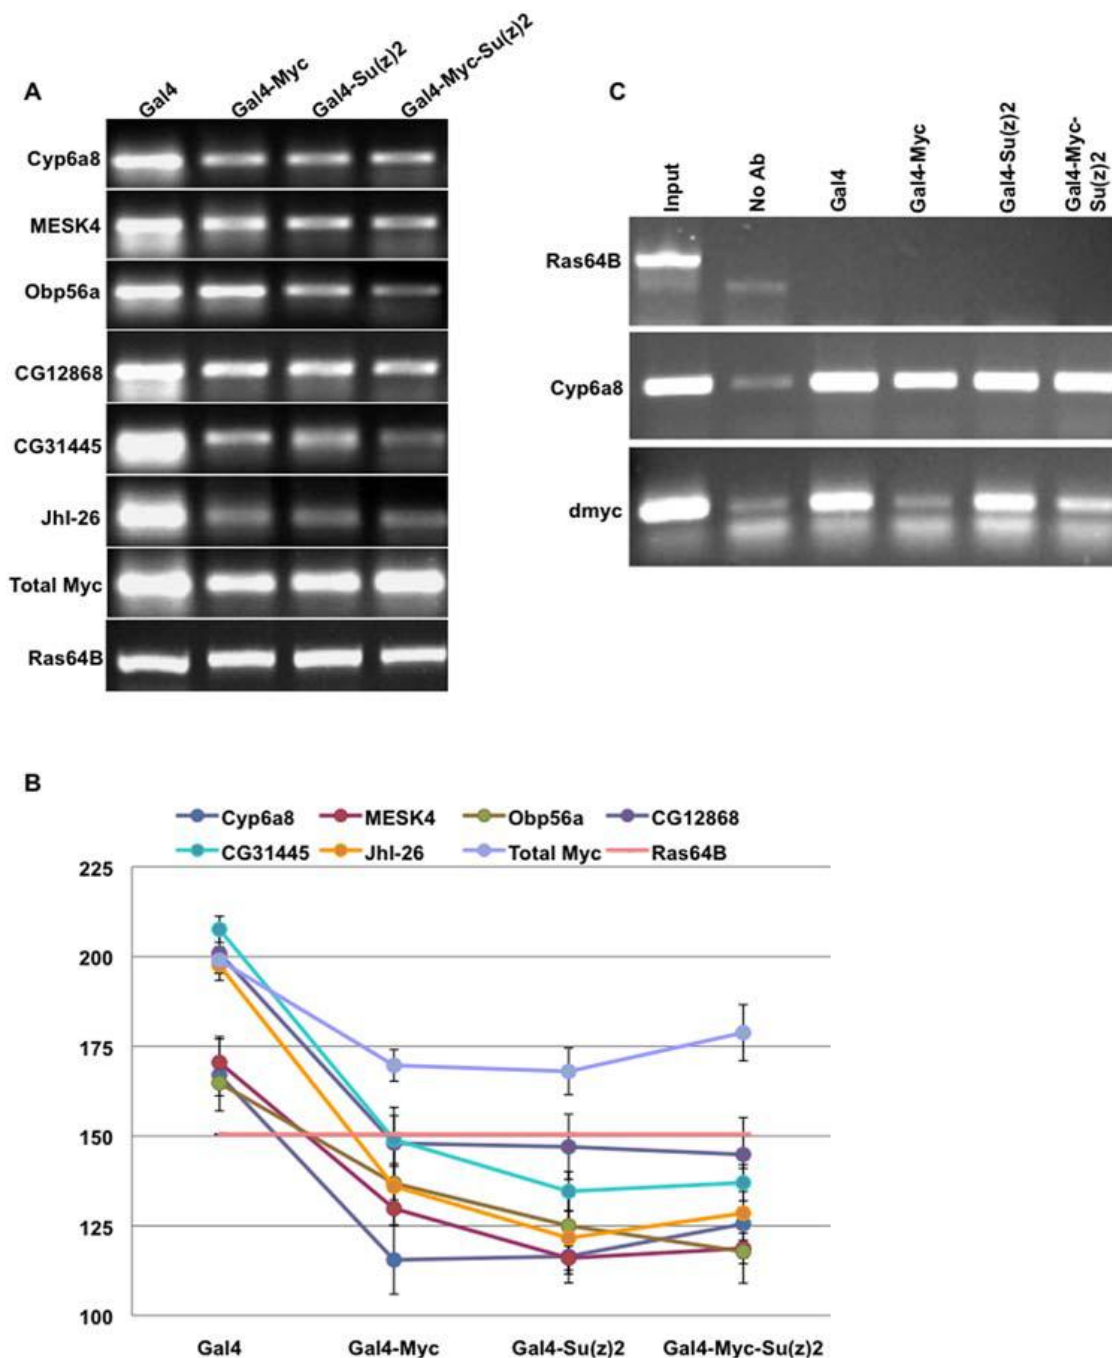 A
Gal4
Gal4-Myc
Gal4-Su(z)2
Gal4-Myc-Su(z)2
Cyp6a8
MESK4
Obp56a
CG12868
CG31445
Jhl-26
Total Myc
Ras64B
C
Input
No Ab
Gal4
Gal4-Myc
Gal4-Su(z)2
Gal4-Myc-
Su(z)2
Ras64B
Cyp6a8
dmyc
B
Cyp6a8 MESK4 Obp56a CG12868
CG31445 Jhl-26 Total Myc Ras64B
225
200
175
150
125
100
Gal4 Gal4-Myc Gal4-Su(z)2 Gal4-Myc-Su(z)2